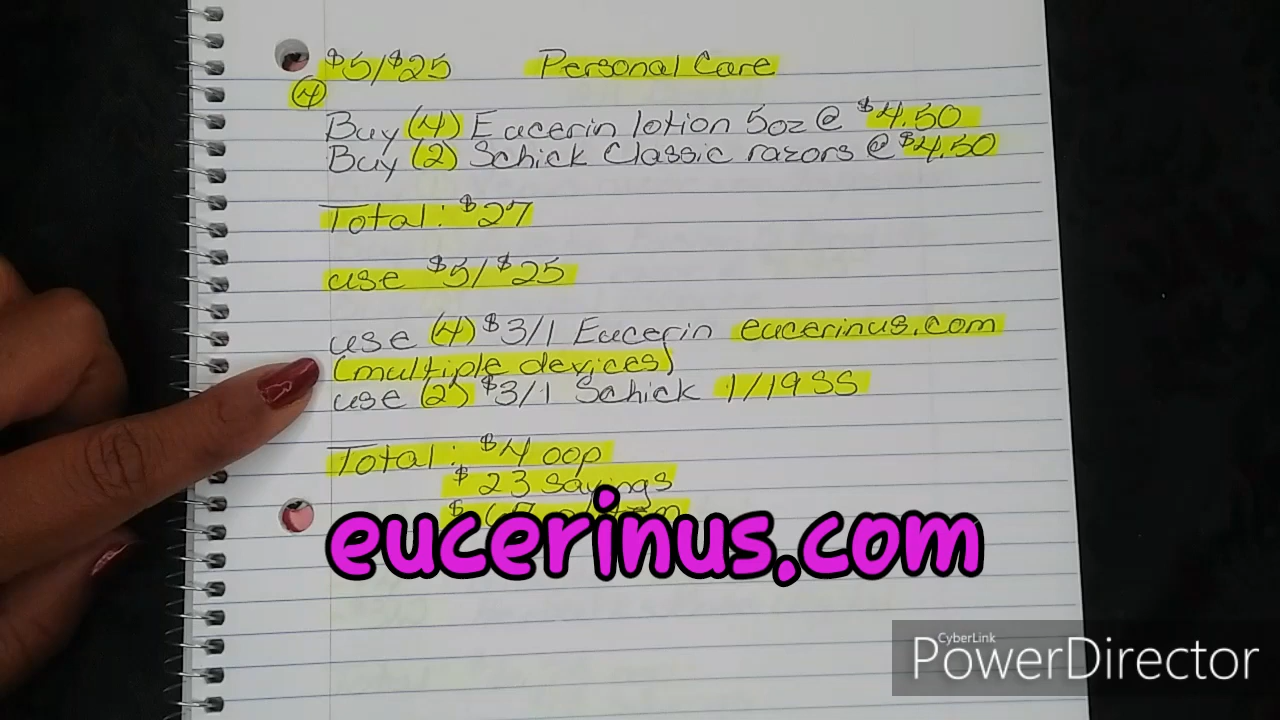 $5/$25 Personal Care
4
Buy (4) Eucerin lotion 5oz @ $4.50
Buy (2) Schick Classic razors @ $4.50
Total: $27
use $5/$25
use (4) $3/1 Eucerin eucerinus.com
(multiple devices)
use (2) $3/1 Schick 1/19 SS
Total: $4 oop
$23 savings
eucerinus.com
CyberLink
PowerDirector